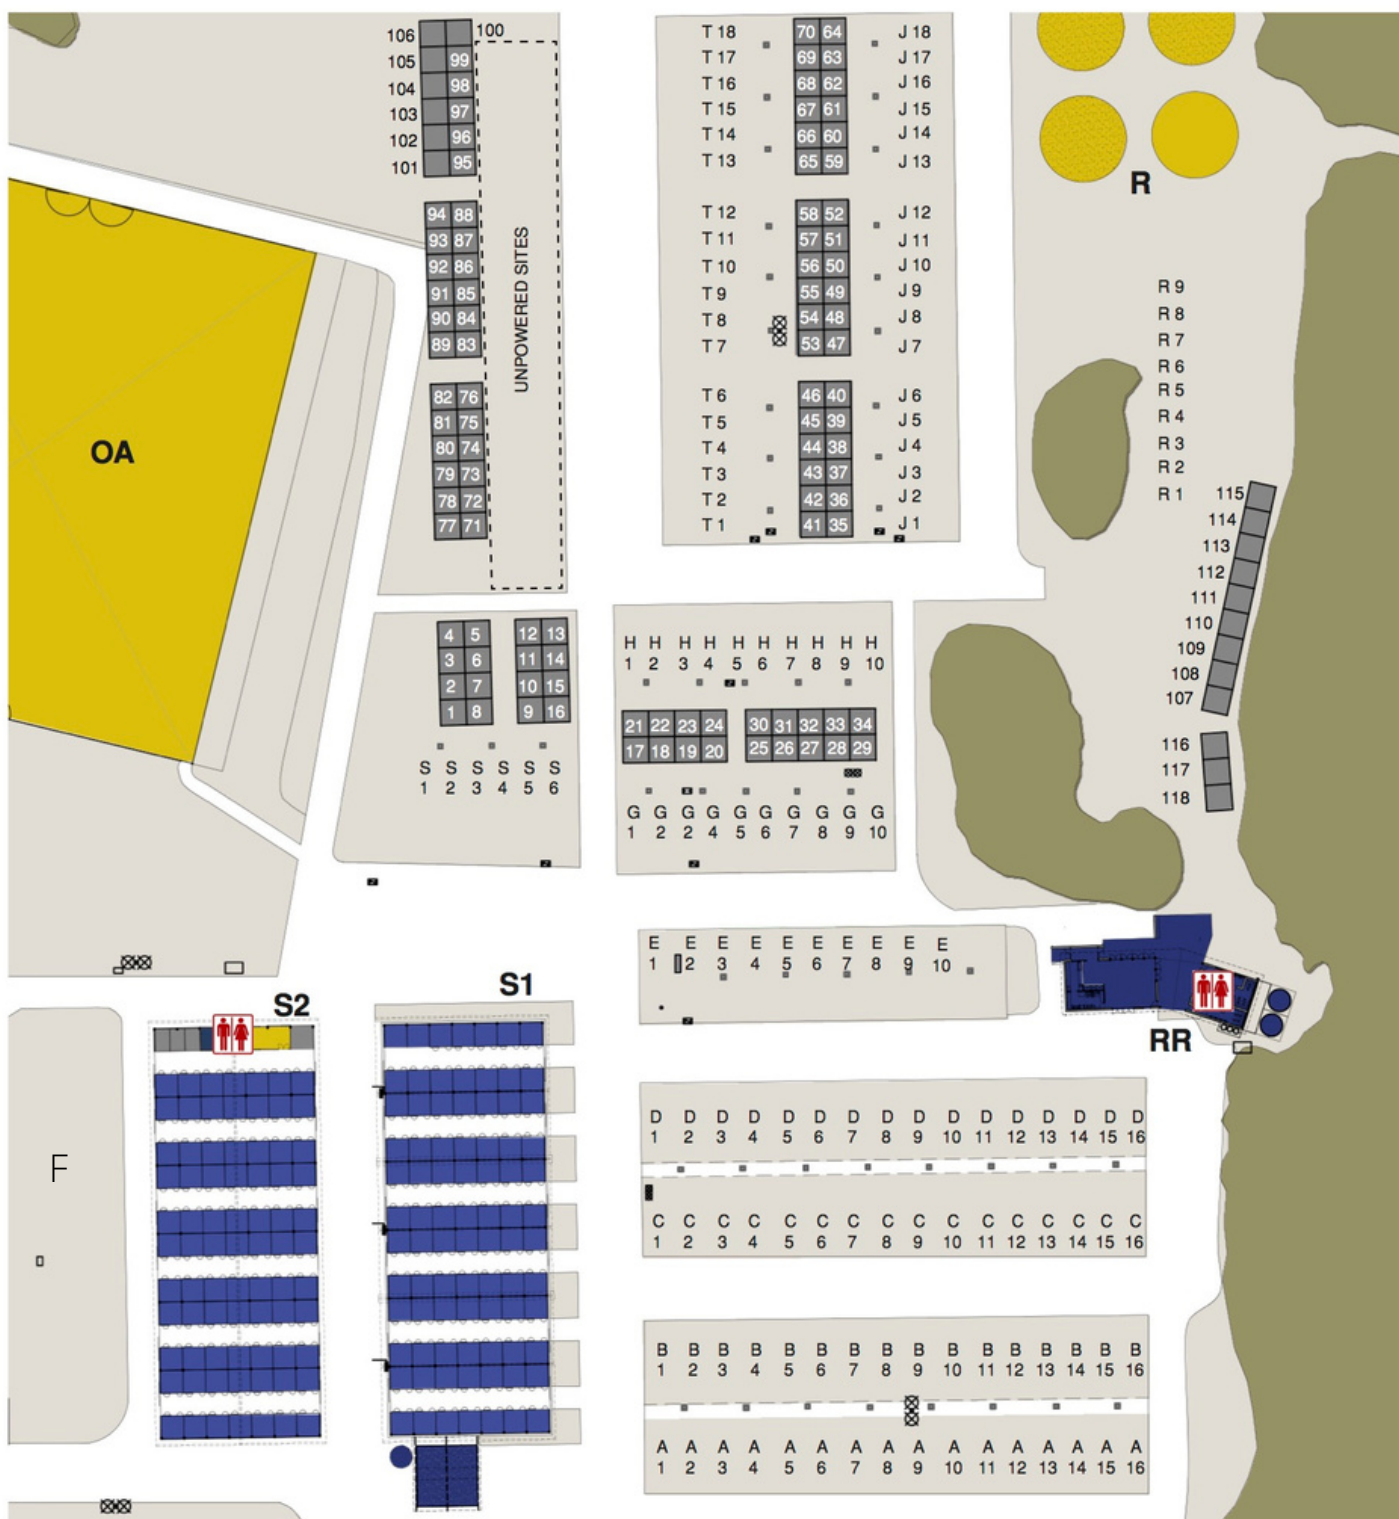 106 100
105 99
104 98
103 97
102 96
101 95
94 88
93 87
92 86
91 85
90 84
89 83
82 76
81 75
80 74
79 73
78 72
77 71
UNPOWERED SITES
OA
T 18 70 64 J 18
T 17 69 63 J 17
T 16 68 62 J 16
T 15 67 61 J 15
T 14 66 60 J 14
T 13 65 59 J 13
T 12 58 52 J 12
T 11 57 51 J 11
T 10 56 50 J 10
T 9 55 49 J 9
T 8 54 48 J 8
T 7 53 47 J 7
T 6 46 40 J 6
T 5 45 39 J 5
T 4 44 38 J 4
T 3 43 37 J 3
T 2 42 36 J 2
T 1 41 35 J 1
R
R 9
R 8
R 7
R 6
R 5
R 4
R 3
R 2
R 1
115
114
113
112
111
110
109
108
107
116
117
118
4 5 12 13
3 6 11 14
2 7 10 15
1 8 9 16
S S S S S S
1 2 3 4 5 6
H H H H H H H H H H
1 2 3 4 5 6 7 8 9 10
21 22 23 24 30 31 32 33 34
17 18 19 20 25 26 27 28 29
G G G G G G G G G G
1 2 2 4 5 6 7 8 9 10
E E E E E E E E E E
1 2 3 4 5 6 7 8 9 10
RR
S2
S1
F
D D D D D D D D D D D D D D D D
1 2 3 4 5 6 7 8 9 10 11 12 13 14 15 16
C C C C C C C C C C C C C C C C
1 2 3 4 5 6 7 8 9 10 11 12 13 14 15 16
B B B B B B B B B B B B B B B B
1 2 3 4 5 6 7 8 9 10 11 12 13 14 15 16
A A A A A A A A A A A A A A A A
1 2 3 4 5 6 7 8 9 10 11 12 13 14 15 16